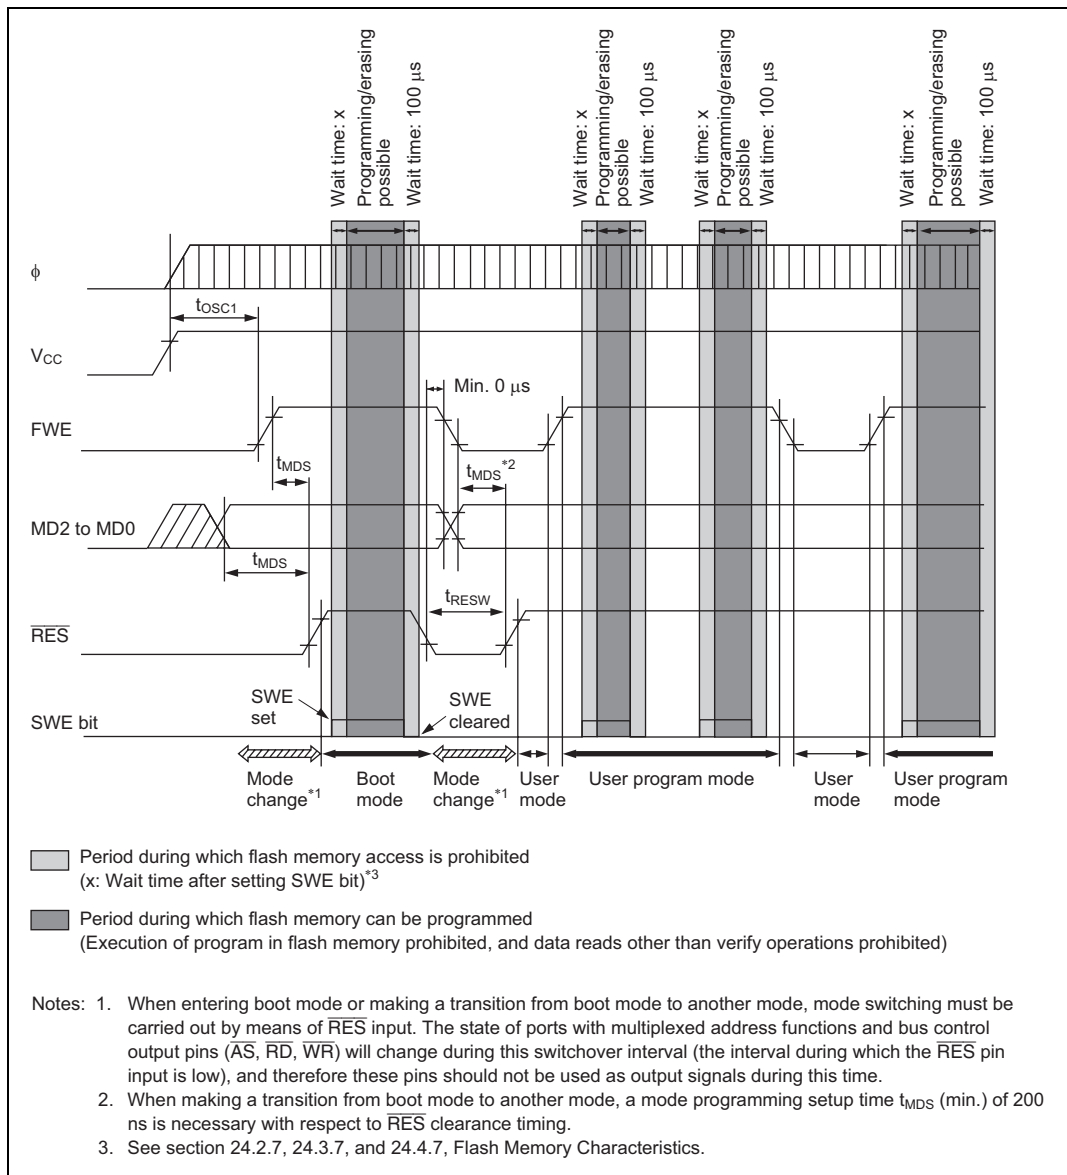 Wait time: x
Programming/erasing
possible
Wait time: 100 μs
Wait time: x
Programming/erasing
possible
Wait time: 100 μs
Wait time: x
Programming/erasing
possible
Wait time: 100 μs
Wait time: x
Programming/erasing
possible
Wait time: 100 μs
ϕ
tOSC1
VCC
Min. 0 μs
FWE
tMDS
tMDS*2
MD2 to MD0
tMDS
tRESW
RES
SWE
set
SWE
cleared
SWE bit
Mode
change*1
Boot
mode
Mode
change*1
User
mode
User program mode
User
mode
User program
mode
Period during which flash memory access is prohibited
(x: Wait time after setting SWE bit)*3
Period during which flash memory can be programmed
(Execution of program in flash memory prohibited, and data reads other than verify operations prohibited)
Notes: 1. When entering boot mode or making a transition from boot mode to another mode, mode switching must be
carried out by means of RES input. The state of ports with multiplexed address functions and bus control
output pins (AS, RD, WR) will change during this switchover interval (the interval during which the RES pin
input is low), and therefore these pins should not be used as output signals during this time.
2. When making a transition from boot mode to another mode, a mode programming setup time tMDS (min.) of 200
ns is necessary with respect to RES clearance timing.
3. See section 24.2.7, 24.3.7, and 24.4.7, Flash Memory Characteristics.